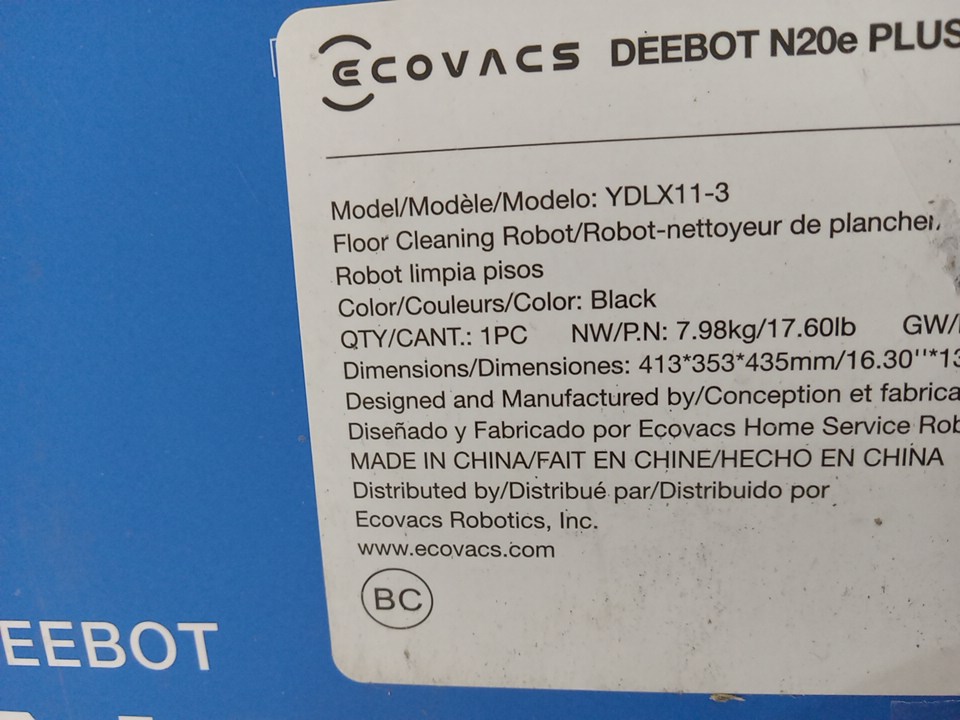 ECOVACS DEEBOT N20e PLUS
Model/Modèle/Modelo: YDLX11-3
Floor Cleaning Robot/Robot-nettoyeur de plancher,
Robot limpia pisos
Color/Couleurs/Color: Black
QTY/CANT.: 1PC NW/P.N: 7.98kg/17.60lb GW/
Dimensions/Dimensiones: 413*353*435mm/16.30''*13
Designed and Manufactured by/Conception et fabrica
Diseñado y Fabricado por Ecovacs Home Service Rob
MADE IN CHINA/FAIT EN CHINE/HECHO EN CHINA
Distributed by/Distribué par/Distribuido por
Ecovacs Robotics, Inc.
www.ecovacs.com
BC
EEBOT